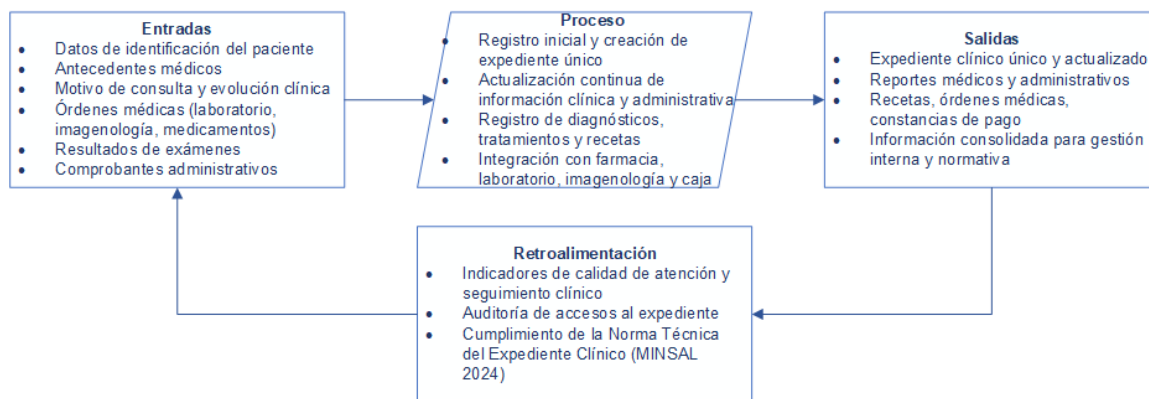 Entradas
• Datos de identificación del paciente
• Antecedentes médicos
• Motivo de consulta y evolución clínica
• Órdenes médicas (laboratorio,
imagenología, medicamentos)
• Resultados de exámenes
• Comprobantes administrativos
Proceso
• Registro inicial y creación de
expediente único
• Actualización continua de
información clínica y administrativa
• Registro de diagnósticos,
tratamientos y recetas
• Integración con farmacia,
laboratorio, imagenología y caja
Salidas
• Expediente clínico único y actualizado
• Reportes médicos y administrativos
• Recetas, órdenes médicas,
constancias de pago
• Información consolidada para gestión
interna y normativa
Retroalimentación
• Indicadores de calidad de atención y
seguimiento clínico
• Auditoría de accesos al expediente
• Cumplimiento de la Norma Técnica
del Expediente Clínico (MINSAL
2024)